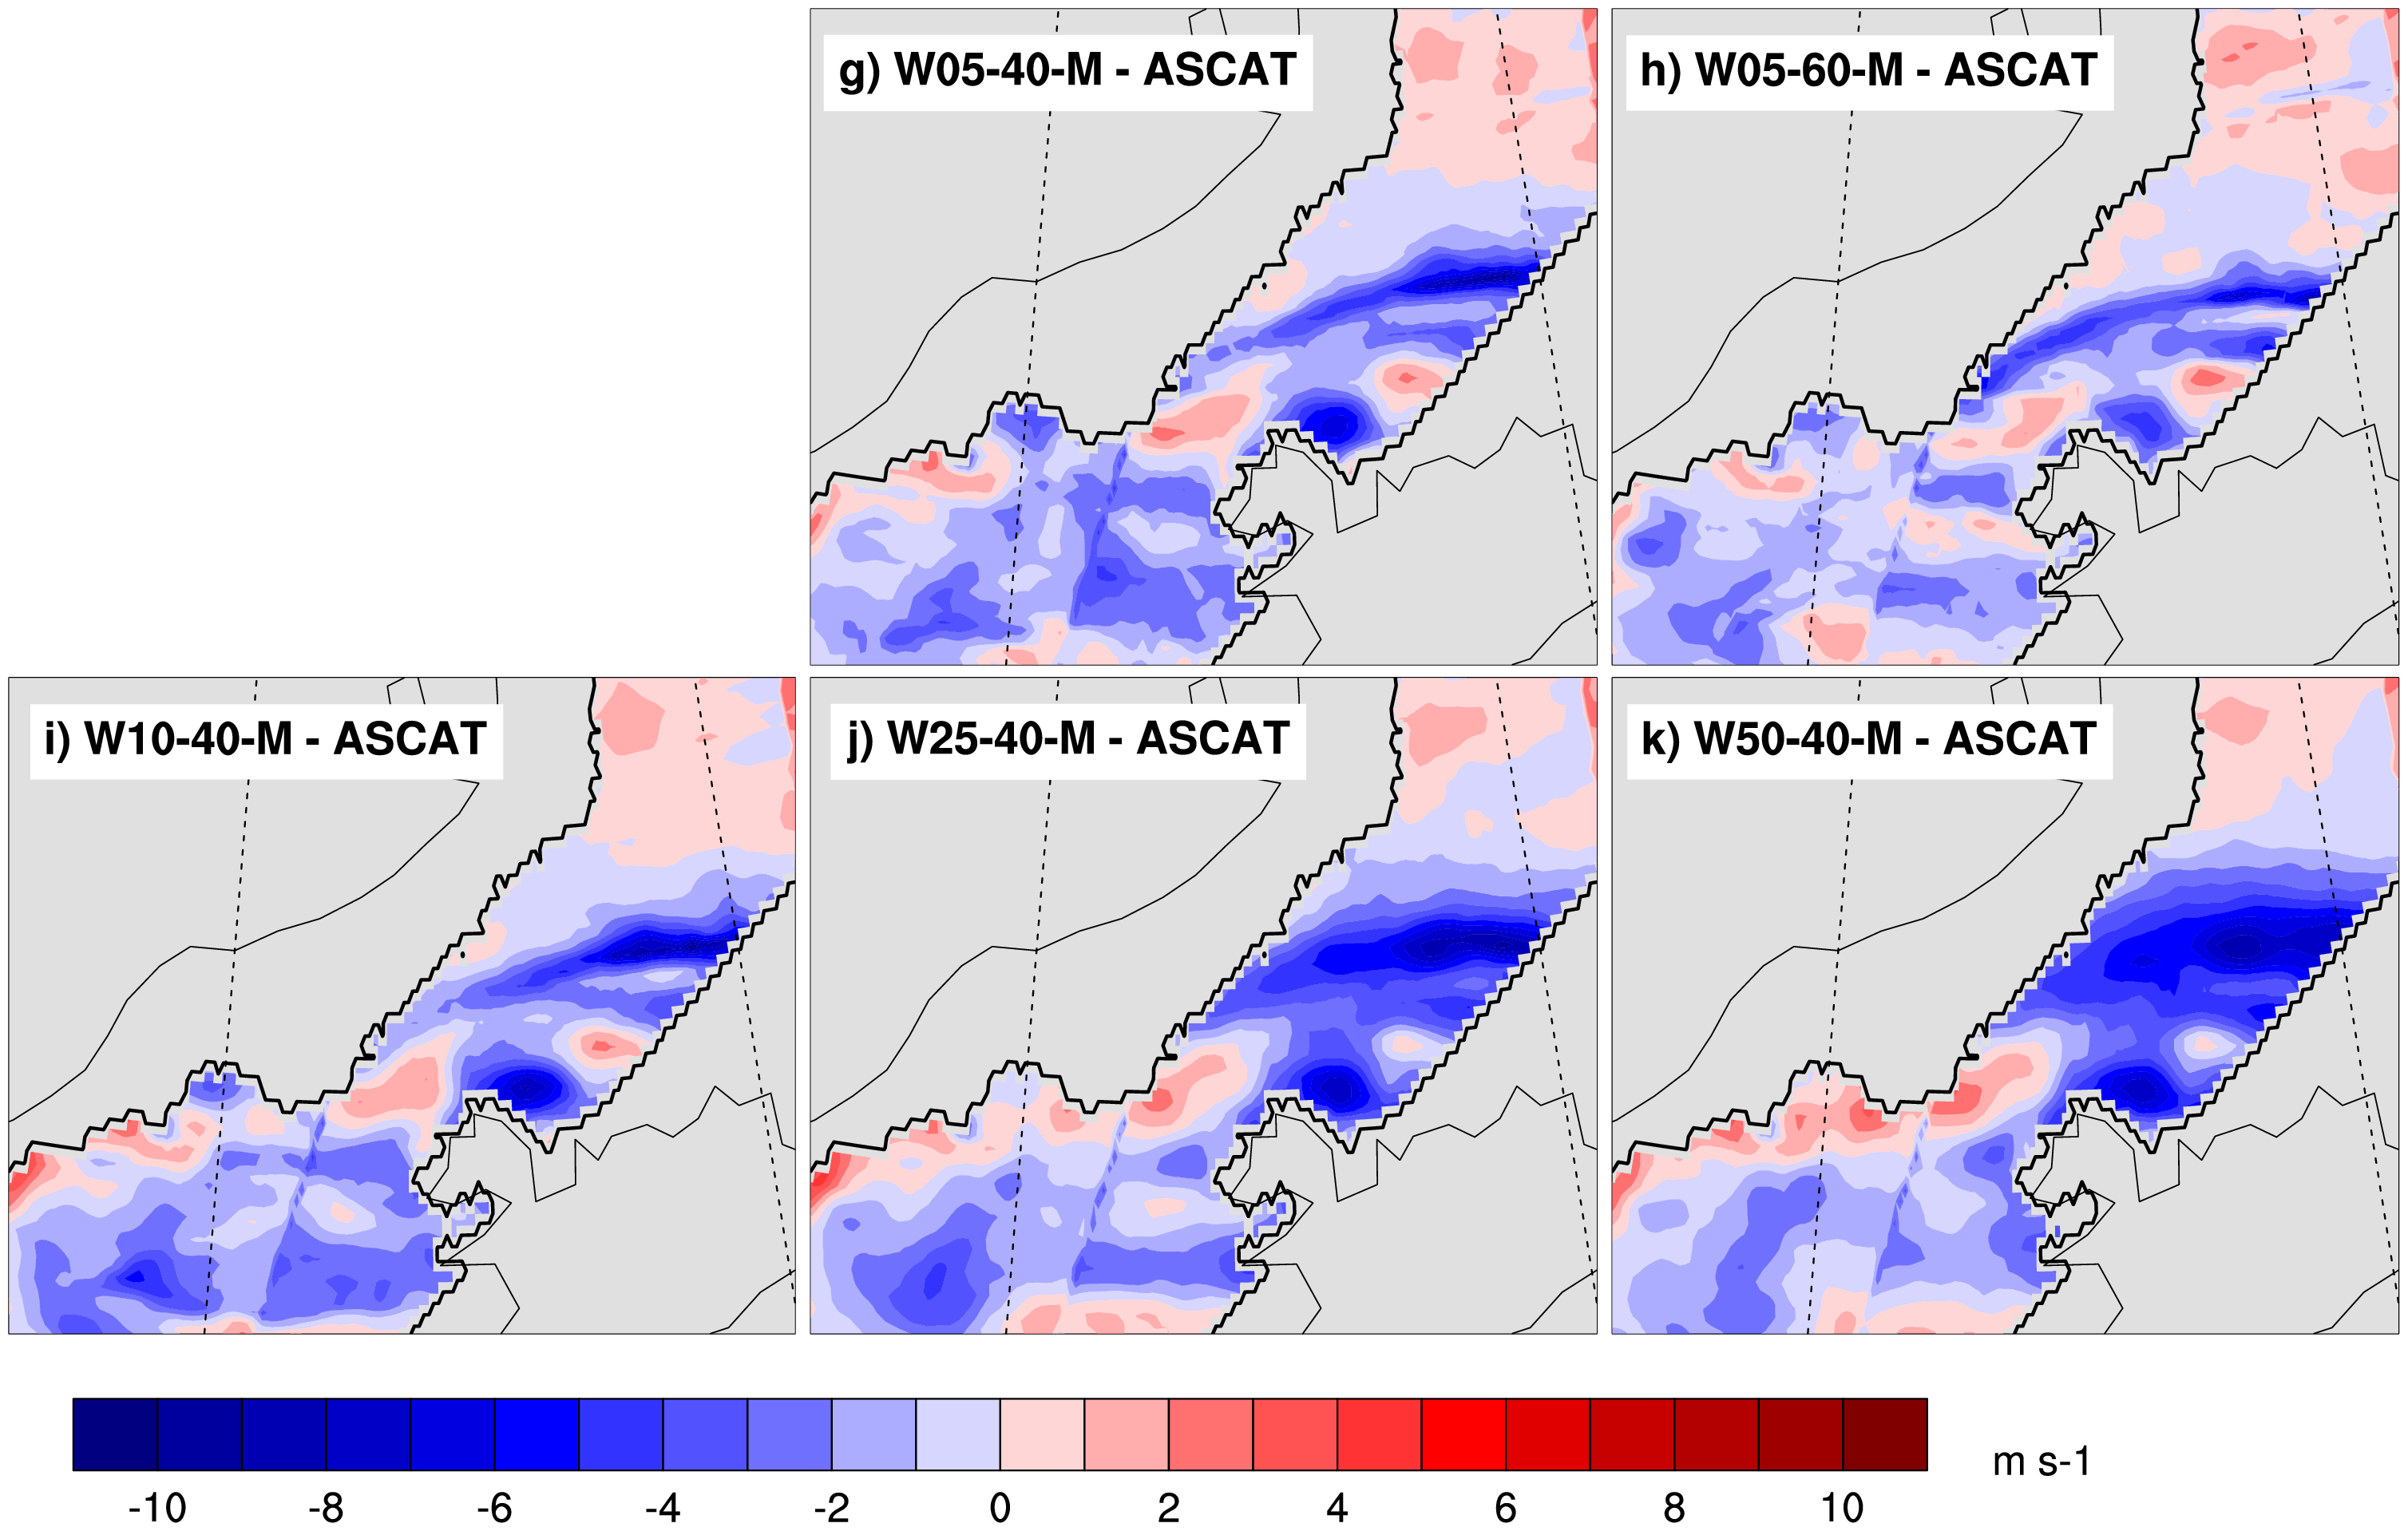 g) W05-40-M - ASCAT
h) W05-60-M - ASCAT
i) W10-40-M - ASCAT
j) W25-40-M - ASCAT
k) W50-40-M - ASCAT
-10 -8 -6 -4 -2 0 2 4 6 8 10
m s-1